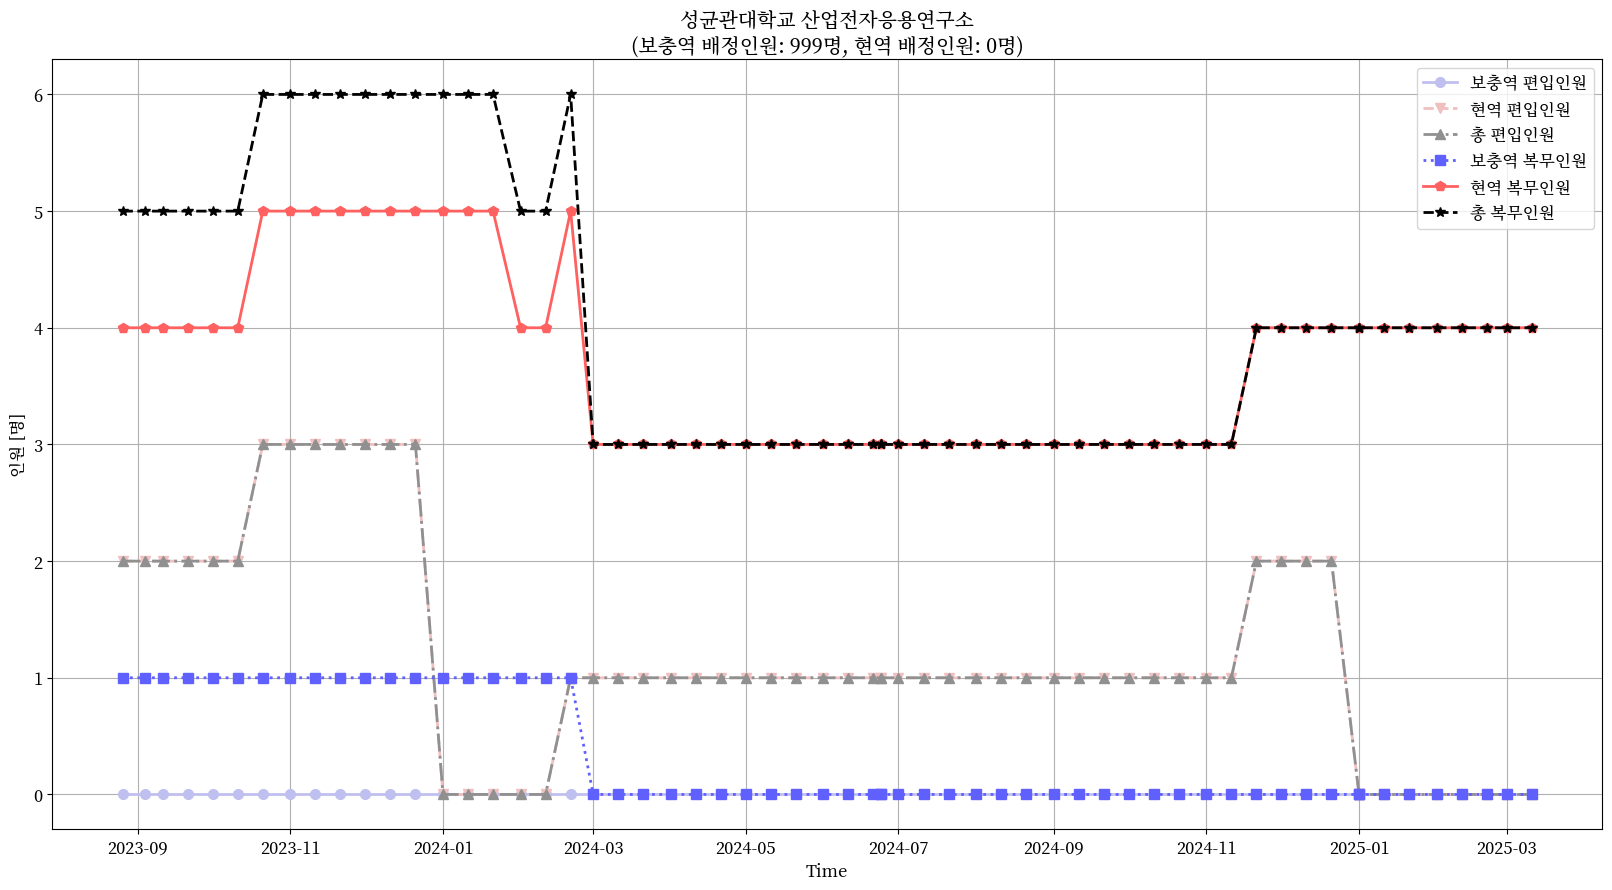 성균관대학교 산업전자응용연구소
(보충역 배정인원: 999명, 현역 배정인원: 0명)
보충역 편입인원
현역 편입인원
총 편입인원
보충역 복무인원
현역 복무인원
총 복무인원
인원 [명]
6
5
4
3
2
1
0
2023-09 2023-11 2024-01 2024-03 2024-05 2024-07 2024-09 2024-11 2025-01 2025-03
Time